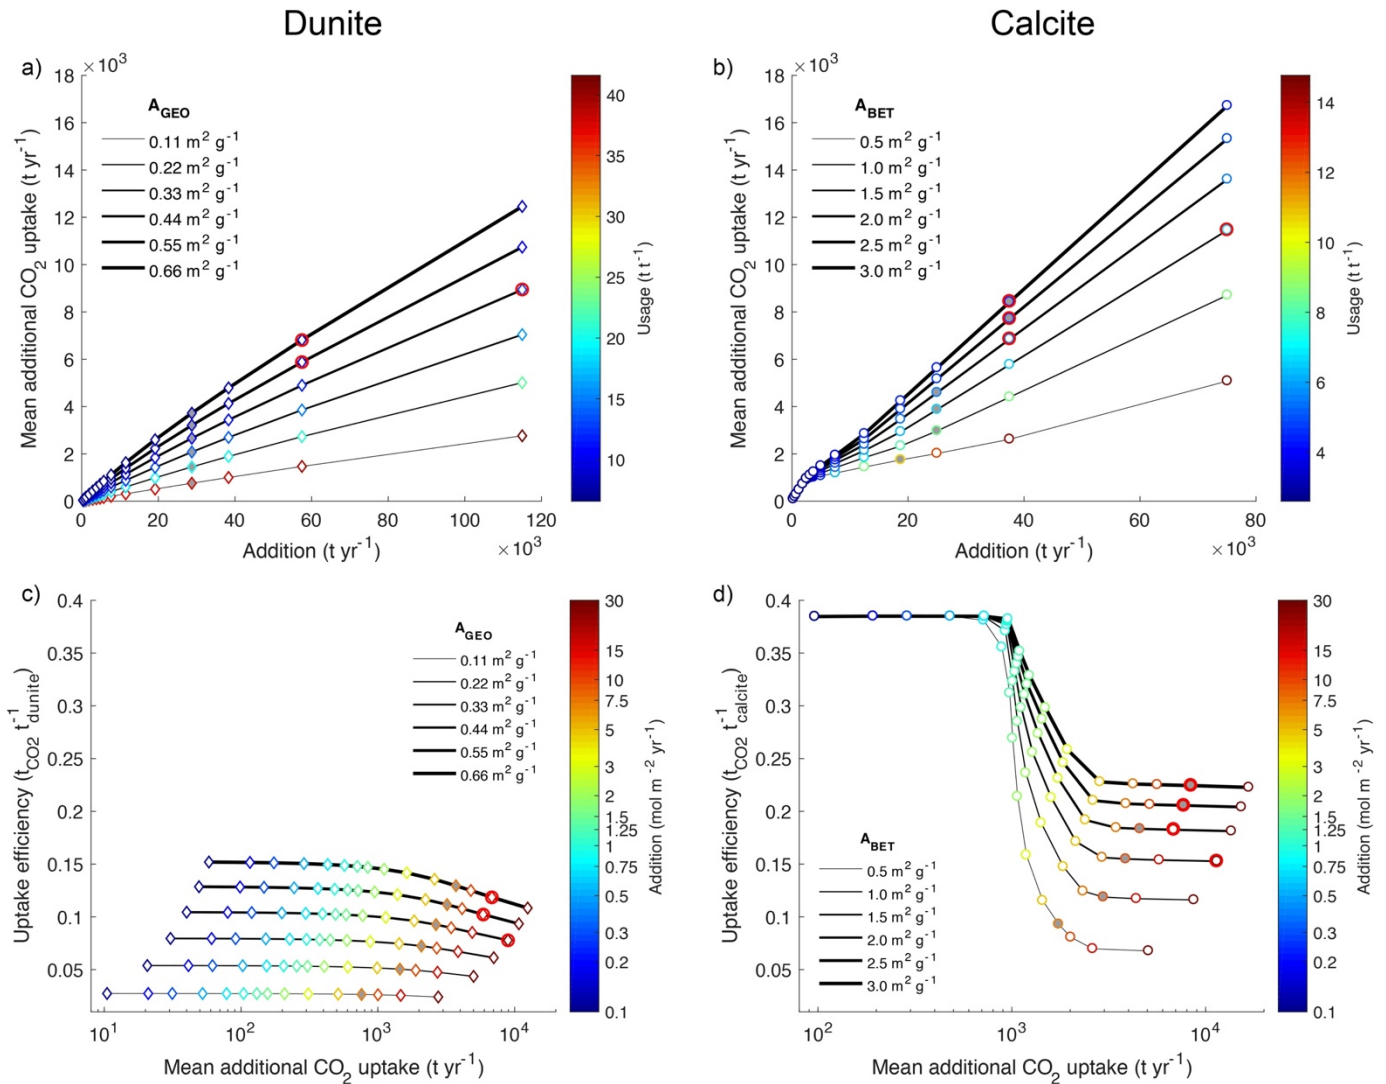 Dunite
Calcite
a)
× 10³
18
16
14
12
10
8
6
4
2
0
Mean additional CO₂ uptake (t yr⁻¹)
A_GEO
0.11 m² g⁻¹
0.22 m² g⁻¹
0.33 m² g⁻¹
0.44 m² g⁻¹
0.55 m² g⁻¹
0.66 m² g⁻¹
0 20 40 60 80 100 120
× 10³
Addition (t yr⁻¹)
40
35
30
25
20
15
10
Usage (t t⁻¹)
b)
× 10³
18
16
14
12
10
8
6
4
2
0
Mean additional CO₂ uptake (t yr⁻¹)
A_BET
0.5 m² g⁻¹
1.0 m² g⁻¹
1.5 m² g⁻¹
2.0 m² g⁻¹
2.5 m² g⁻¹
3.0 m² g⁻¹
0 20 40 60 80
× 10³
Addition (t yr⁻¹)
14
12
10
8
6
4
Usage (t t⁻¹)
c)
0.4
0.35
0.3
0.25
0.2
0.15
0.1
0.05
Uptake efficiency (t_CO2 t⁻¹_dunite)
A_GEO
0.11 m² g⁻¹
0.22 m² g⁻¹
0.33 m² g⁻¹
0.44 m² g⁻¹
0.55 m² g⁻¹
0.66 m² g⁻¹
10¹ 10² 10³ 10⁴
Mean additional CO₂ uptake (t yr⁻¹)
30
15
10
7.5
5
3
2
1.25
0.75
0.5
0.3
0.2
0.1
Addition (mol m⁻² yr⁻¹)
d)
0.4
0.35
0.3
0.25
0.2
0.15
0.1
0.05
Uptake efficiency (t_CO2 t⁻¹_calcite)
A_BET
0.5 m² g⁻¹
1.0 m² g⁻¹
1.5 m² g⁻¹
2.0 m² g⁻¹
2.5 m² g⁻¹
3.0 m² g⁻¹
10² 10³ 10⁴
Mean additional CO₂ uptake (t yr⁻¹)
30
15
10
7.5
5
3
2
1.25
0.75
0.5
0.3
0.2
0.1
Addition (mol m⁻² yr⁻¹)